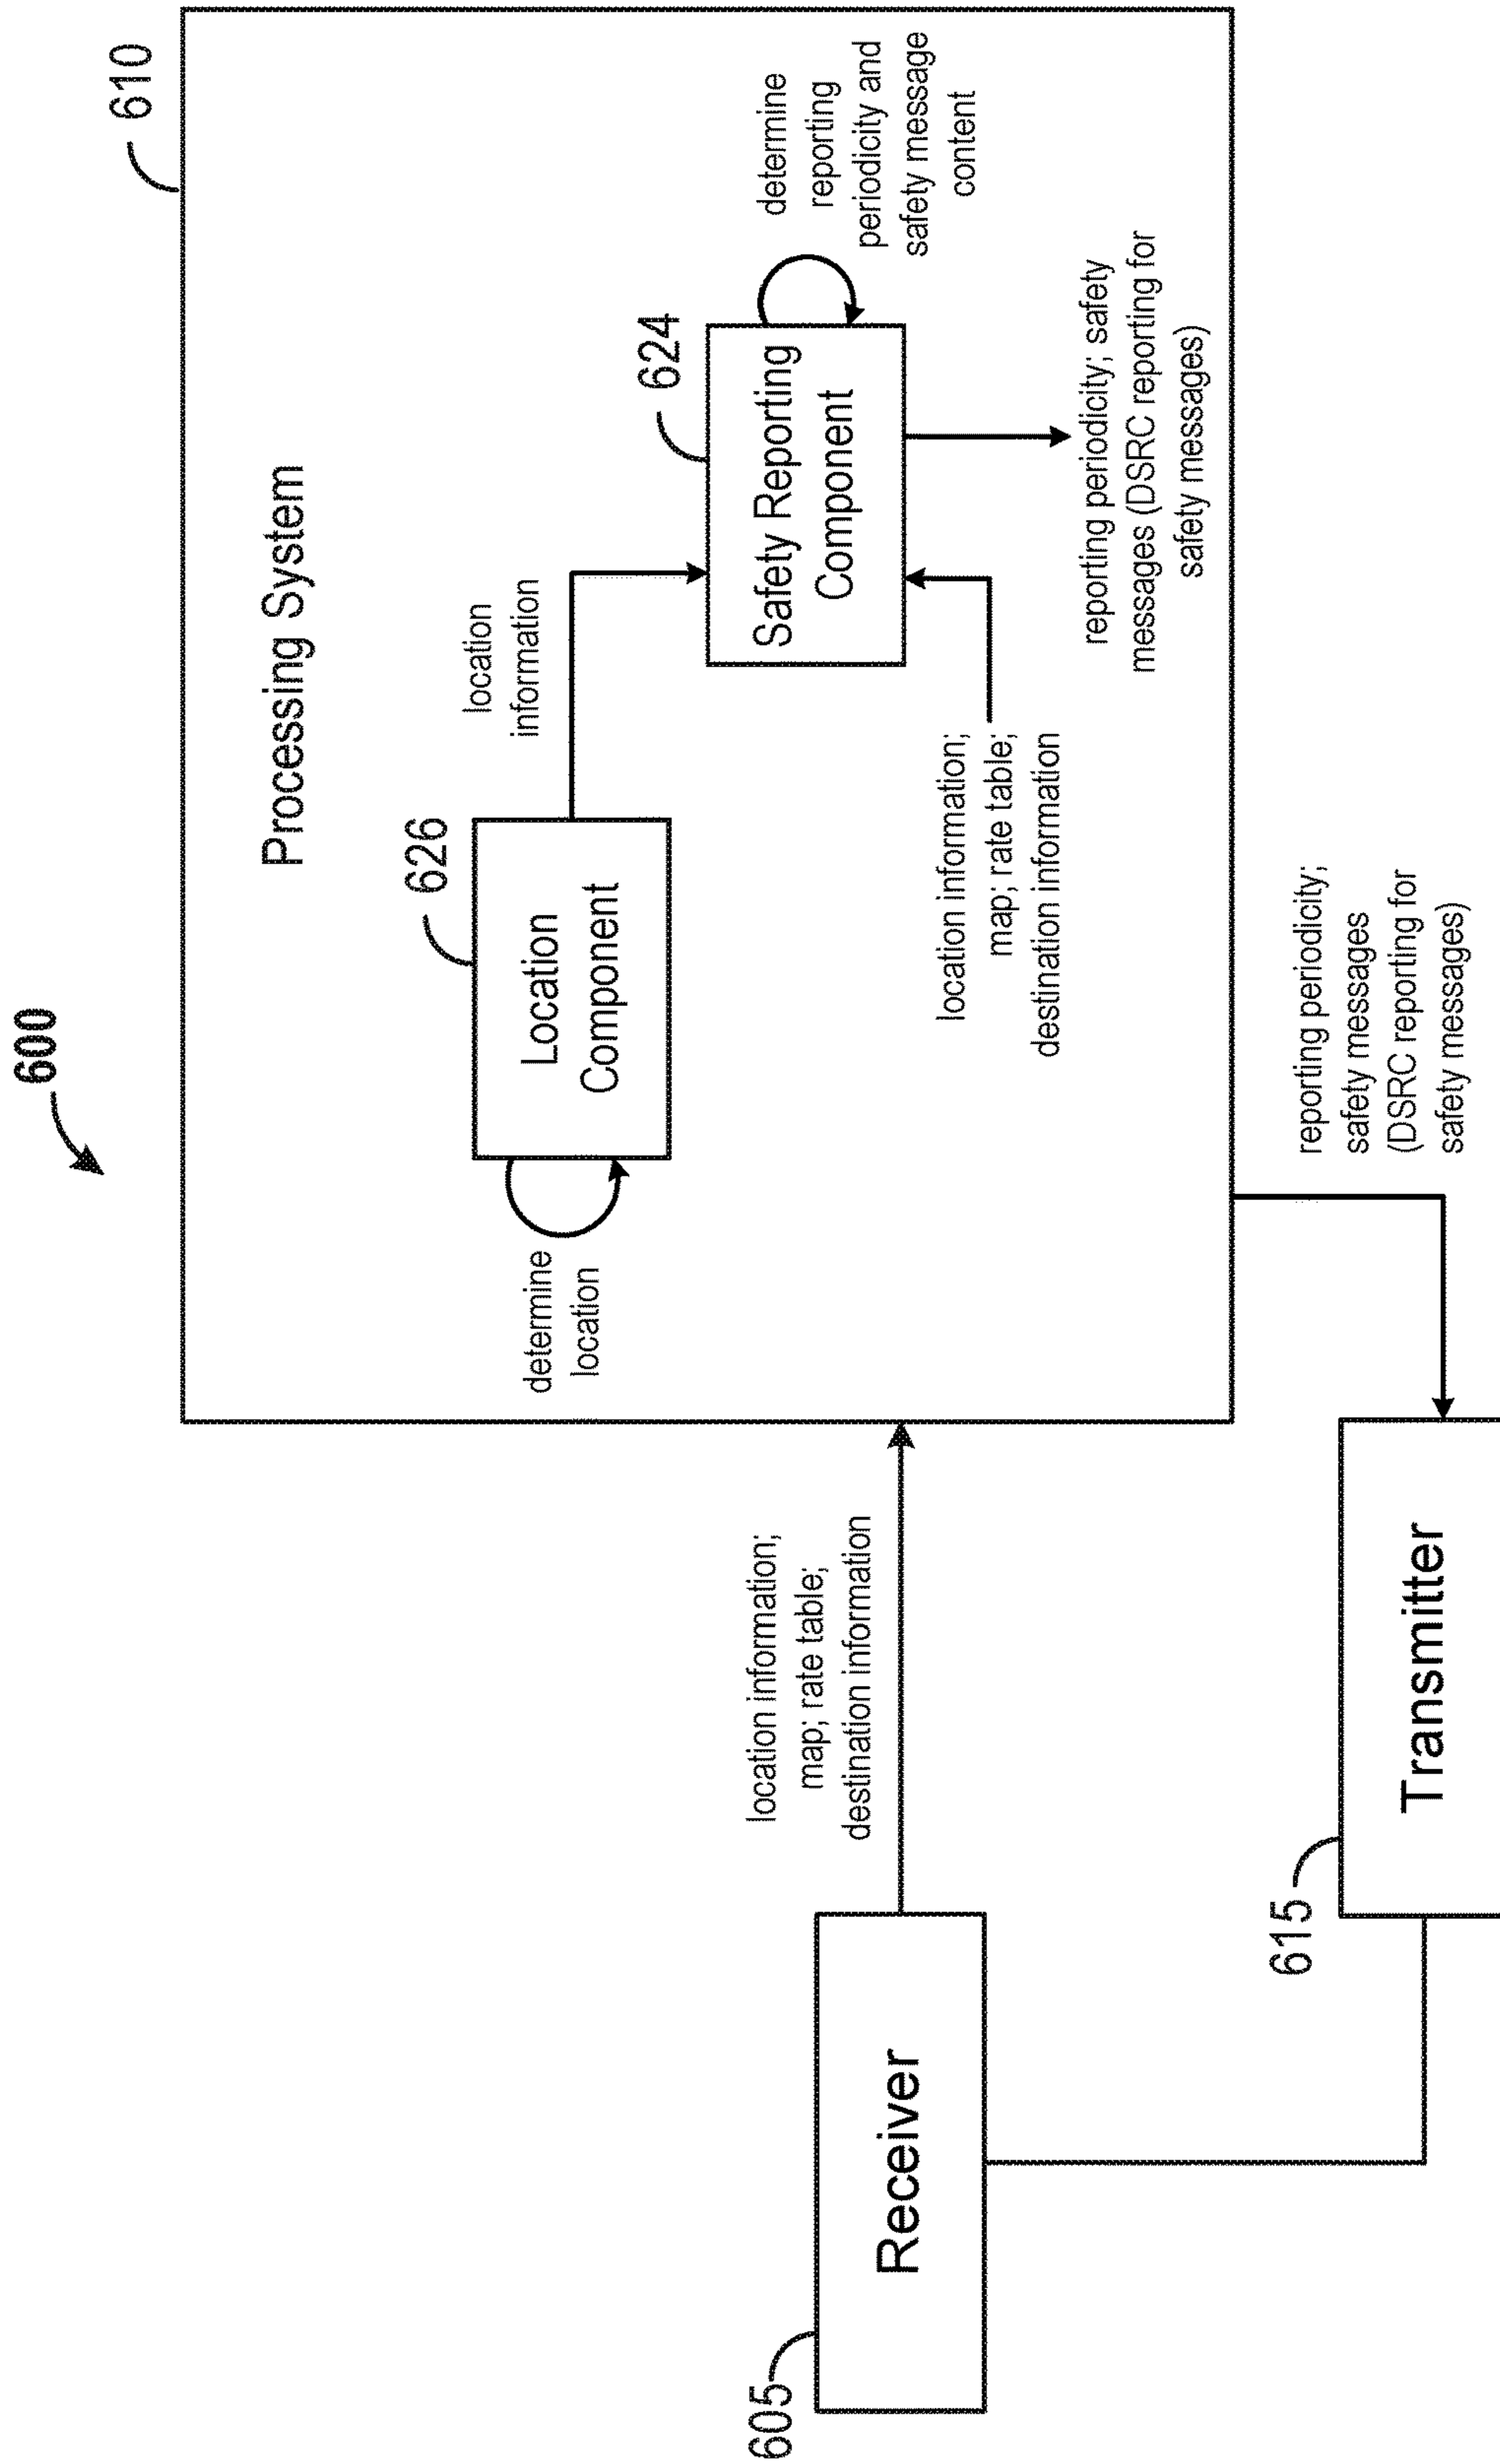 600
610
Processing System
626
Location
Component
determine
location
location
information
624
Safety Reporting
Component
determine
reporting
periodicity and
safety message
content
location information;
map; rate table;
destination information
reporting periodicity; safety
messages (DSRC reporting for
safety messages)
605
Receiver
location information;
map; rate table;
destination information
reporting periodicity;
safety messages
(DSRC reporting for
safety messages)
615
Transmitter